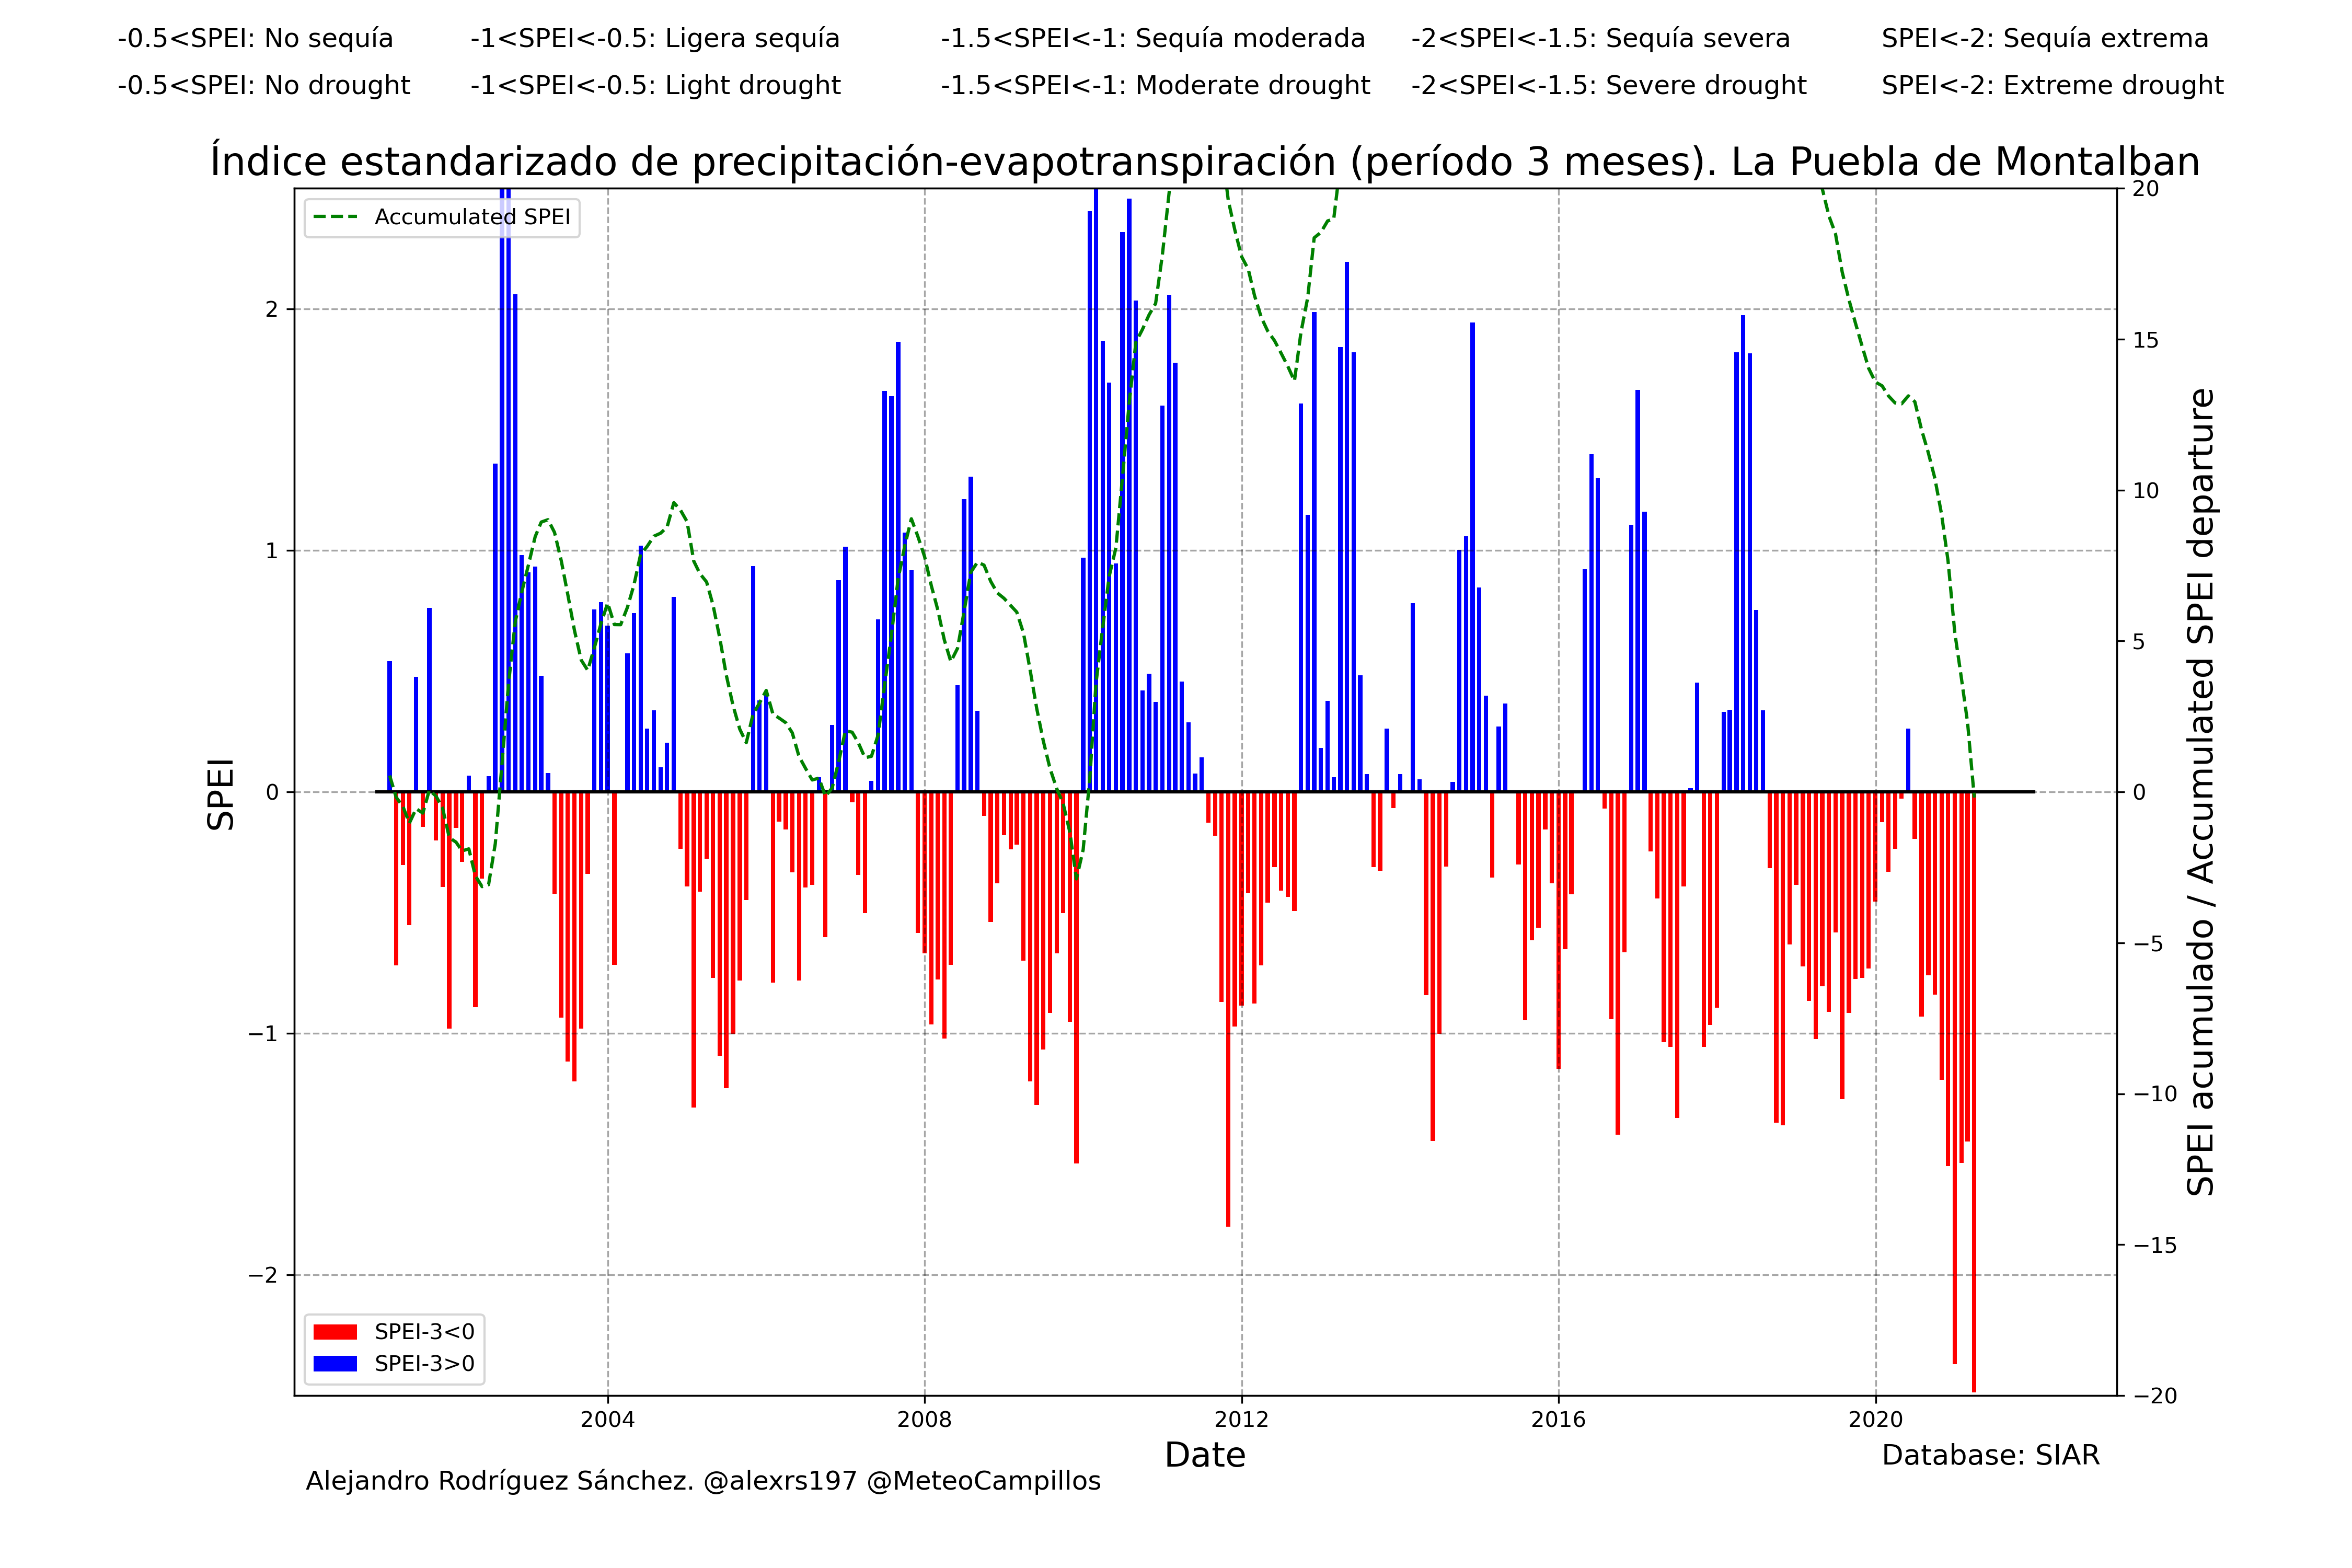 -0.5<SPEI: No sequía -1<SPEI<-0.5: Ligera sequía -1.5<SPEI<-1: Sequía moderada -2<SPEI<-1.5: Sequía severa SPEI<-2: Sequía extrema
-0.5<SPEI: No drought -1<SPEI<-0.5: Light drought -1.5<SPEI<-1: Moderate drought -2<SPEI<-1.5: Severe drought SPEI<-2: Extreme drought
Índice estandarizado de precipitación-evapotranspiración (período 3 meses). La Puebla de Montalban
Accumulated SPEI
SPEI
2
1
0
−1
−2
20
15
10
5
0
−5
−10
−15
−20
SPEI acumulado / Accumulated SPEI departure
SPEI-3<0
SPEI-3>0
2004 2008 2012 2016 2020
Date
Database: SIAR
Alejandro Rodríguez Sánchez. @alexrs197 @MeteoCampillos